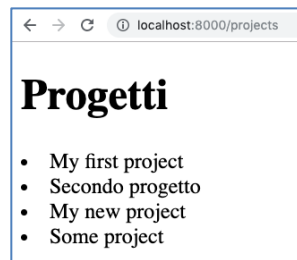 localhost:8000/projects
Progetti
My first project
Secondo progetto
My new project
Some project